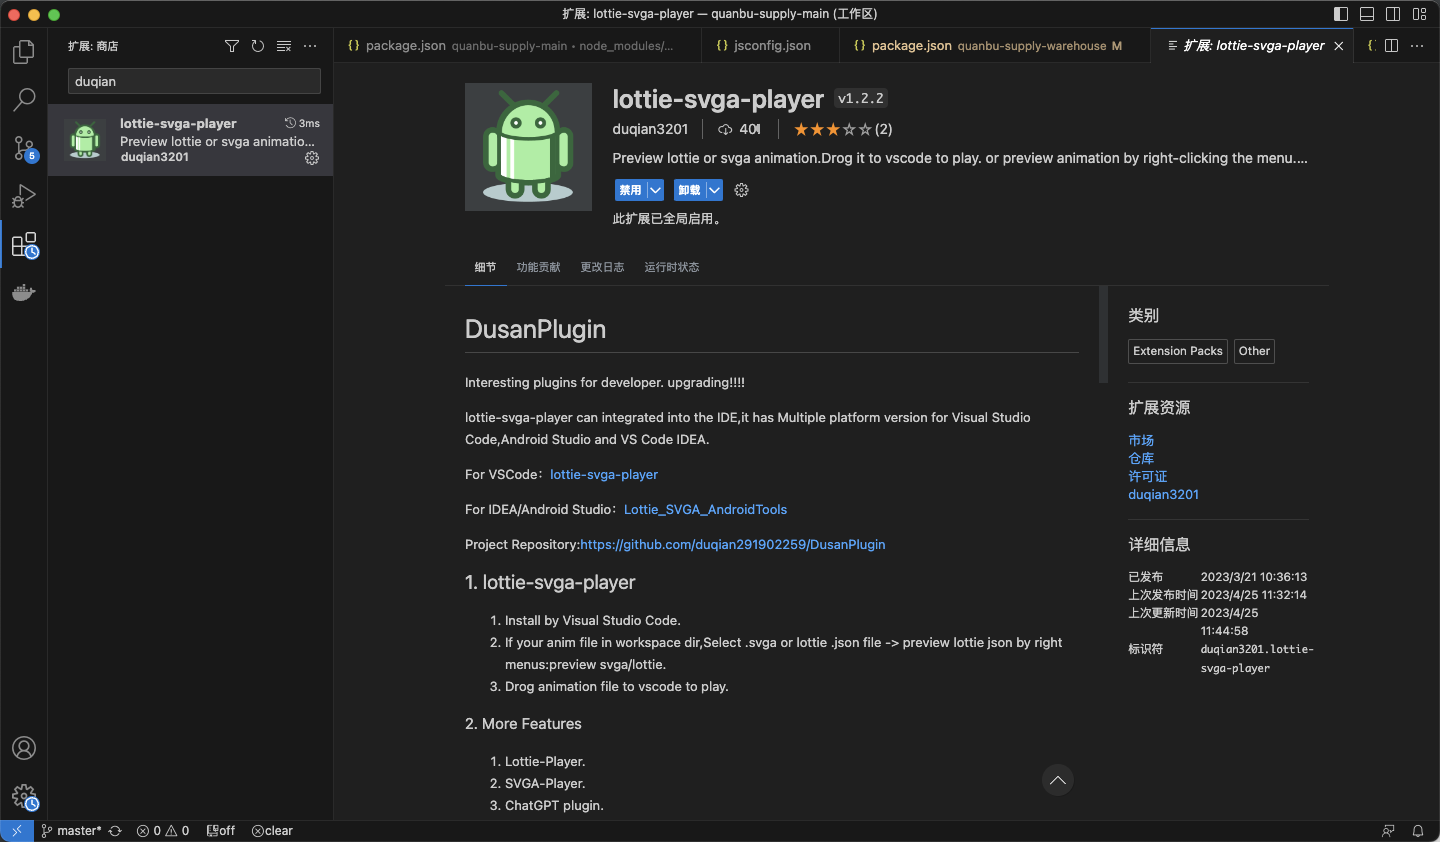 扩展: lottie-svga-player — quanbu-supply-main (工作区)
扩展: 商店
duqian
lottie-svga-player
3ms
Preview lottie or svga animatio...
duqian3201
5
{} package.json quanbu-supply-main • node_modules/...
{} jsconfig.json
{} package.json quanbu-supply-warehouse M
扩展: lottie-svga-player
lottie-svga-player v1.2.2
duqian3201
(2)
Preview lottie or svga animation.Drog it to vscode to play. or preview animation by right-clicking the menu....
禁用
卸载
此扩展已全局启用。
细节
功能贡献
更改日志
运行时状态
DusanPlugin
Interesting plugins for developer. upgrading!!!!
lottie-svga-player can integrated into the IDE,it has Multiple platform version for Visual Studio
Code,Android Studio and VS Code IDEA.
For VSCode：lottie-svga-player
For IDEA/Android Studio：Lottie_SVGA_AndroidTools
Project Repository:https://github.com/duqian291902259/DusanPlugin
1. lottie-svga-player
1. Install by Visual Studio Code.
2. If your anim file in workspace dir,Select .svga or lottie .json file -> preview lottie json by right
menus:preview svga/lottie.
3. Drog animation file to vscode to play.
2. More Features
1. Lottie-Player.
2. SVGA-Player.
3. ChatGPT plugin.
类别
Extension Packs
Other
扩展资源
市场
仓库
许可证
duqian3201
详细信息
已发布 2023/3/21 10:36:13
上次发布时间 2023/4/25 11:32:14
上次更新时间 2023/4/25
11:44:58
标识符 duqian3201.lottie-
svga-player
master*
0
0
off
clear